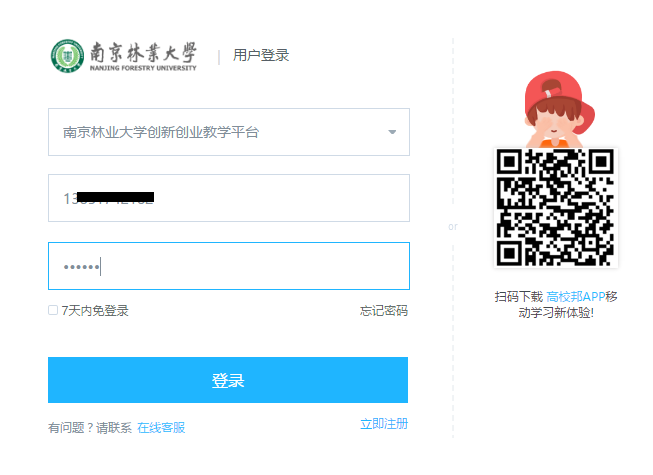 南京林業大學
NANJING FORESTRY UNIVERSITY
用户登录
南京林业大学创新创业教学平台
••••••
7天内免登录
忘记密码
登录
有问题？请联系 在线客服
立即注册
or
扫码下载 高校邦APP移
动学习新体验!